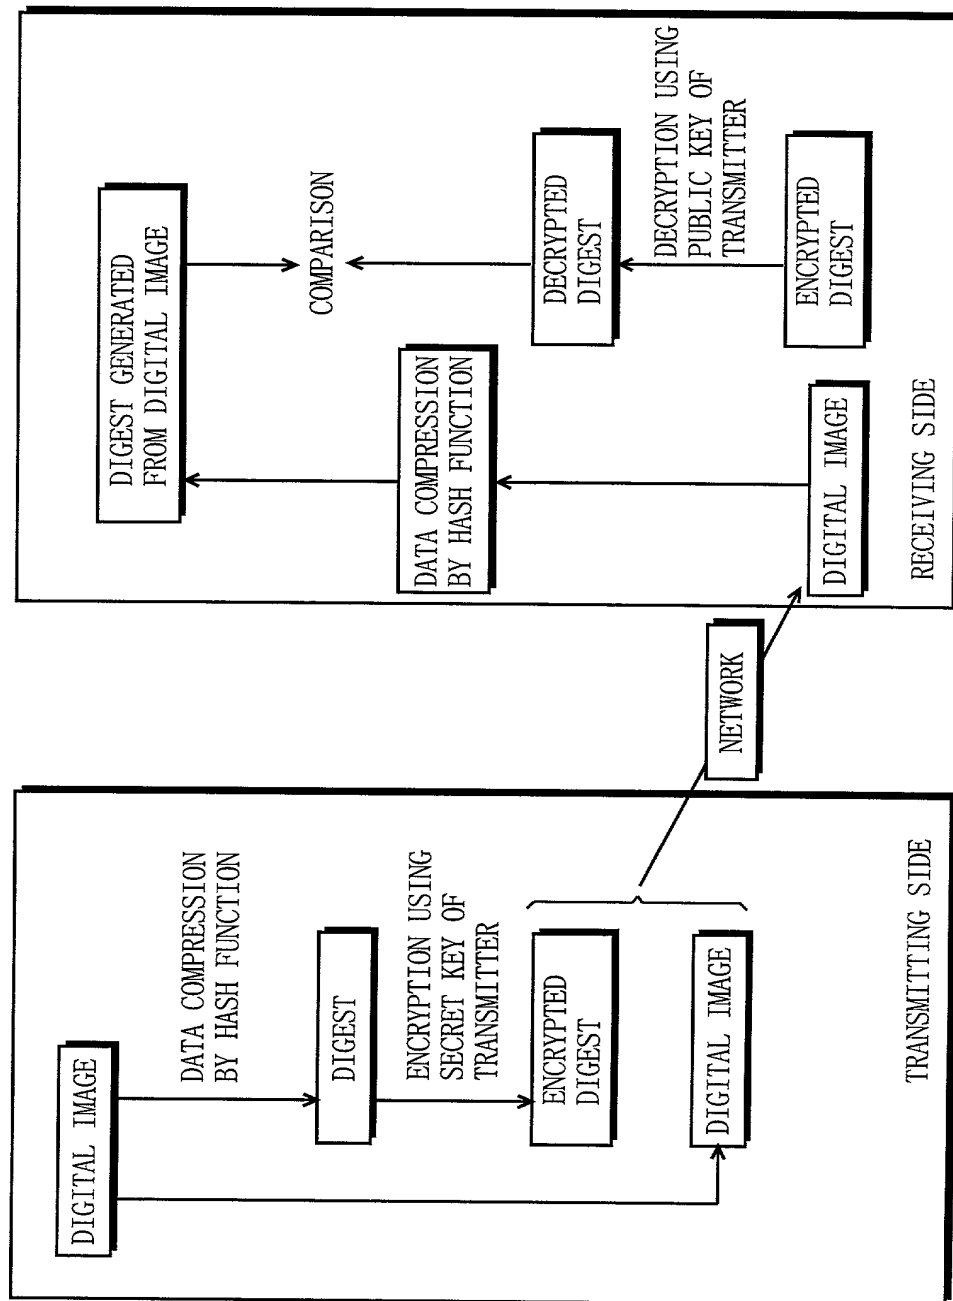 DIGITAL IMAGE
DATA COMPRESSION
BY HASH FUNCTION
DIGEST
ENCRYPTION USING
SECRET KEY OF
TRANSMITTER
ENCRYPTED
DIGEST
DIGITAL IMAGE
TRANSMITTING SIDE
NETWORK
DIGEST GENERATED
FROM DIGITAL IMAGE
COMPARISON
DATA COMPRESSION
BY HASH FUNCTION
DECRYPTED
DIGEST
DECRYPTION USING
PUBLIC KEY OF
TRANSMITTER
DIGITAL IMAGE
ENCRYPTED
DIGEST
RECEIVING SIDE